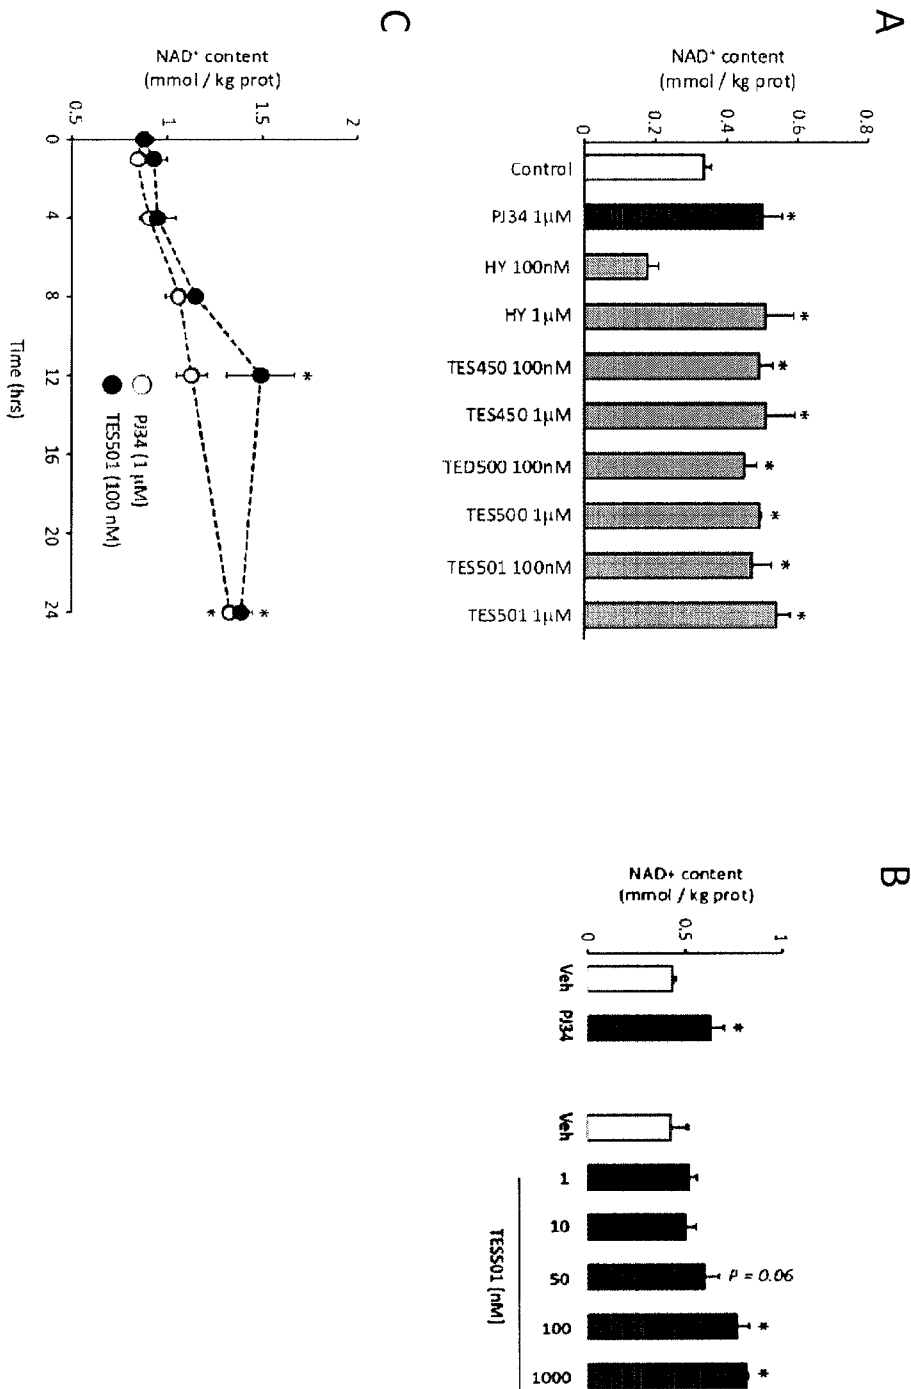 A
NAD⁺ content
(mmol / kg prot)
0.8
0.6
0.4
0.2
0
*
*
*
*
*
*
*
*
Control
PJ34 1µM
HY 100nM
HY 1µM
TES450 100nM
TES450 1µM
TED500 100nM
TES500 1µM
TES501 100nM
TES501 1µM
B
NAD+ content
(mmol / kg prot)
1
0.5
0
*
P = 0.06
*
*
Veh
PJ34
Veh
1
10
50
100
1000
TES501 (nM)
C
NAD⁺ content
(mmol / kg prot)
2
1.5
1
0.5
*
*
*
PJ34 (1 µM)
TES501 (100 nM)
0
4
8
12
16
20
24
Time (hrs)